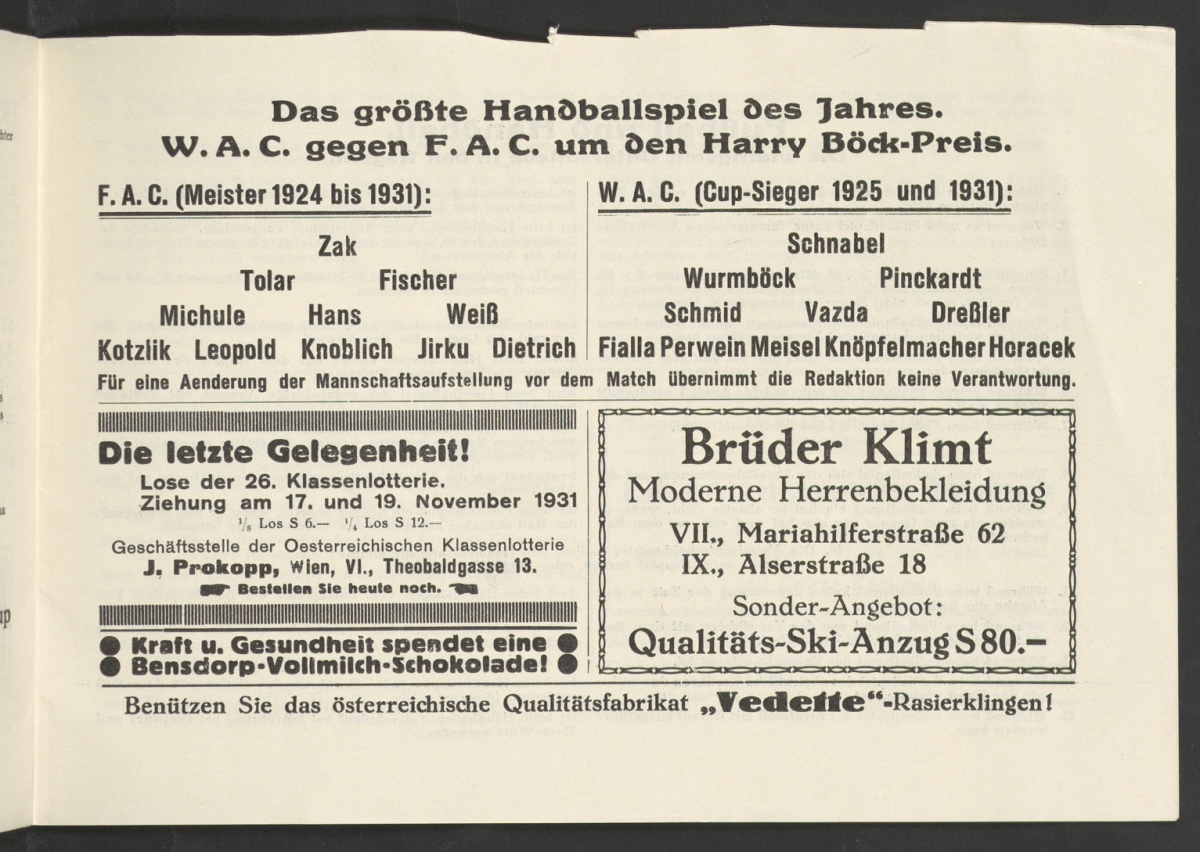 Das größte Handballspiel des Jahres.
W. A. C. gegen F. A. C. um den Harry Böck-Preis.
F. A. C. (Meister 1924 bis 1931):
Zak
Tolar Fischer
Michule Hans Weiß
Kotzlik Leopold Knoblich Jirku Dietrich
W. A. C. (Cup-Sieger 1925 und 1931):
Schnabel
Wurmböck Pinckardt
Schmid Vazda Dreßler
Fialla Perwein Meisel Knöpfelmacher Horacek
Für eine Aenderung der Mannschaftsaufstellung vor dem Match übernimmt die Redaktion keine Verantwortung.
Die letzte Gelegenheit!
Lose der 26. Klassenlotterie.
Ziehung am 17. und 19. November 1931
1/8 Los S 6.— 1/4 Los S 12.—
Geschäftsstelle der Oesterreichischen Klassenlotterie
J. Prokopp, Wien, VI., Theobaldgasse 13.
Bestellen Sie heute noch.
Kraft u. Gesundheit spendet eine
Bensdorp-Vollmilch-Schokolade!
Brüder Klimt
Moderne Herrenbekleidung
VII., Mariahilferstraße 62
IX., Alserstraße 18
Sonder-Angebot:
Qualitäts-Ski-Anzug S 80.—
Benützen Sie das österreichische Qualitätsfabrikat „Vedette“-Rasierklingen!